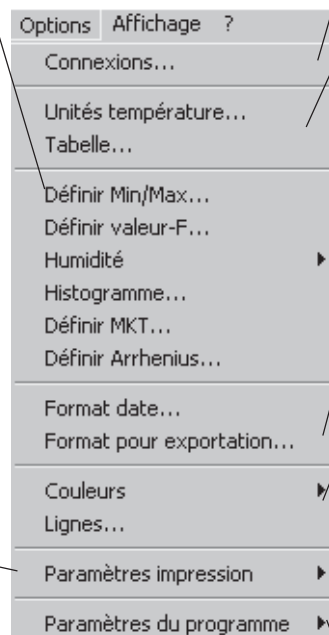 Options Affichage ?
Connexions...
Unités température...
Tabelle...
Définir Min/Max...
Définir valeur-F...
Humidité
Histogramme...
Définir MKT...
Définir Arrhenius...
Format date...
Format pour exportation...
Couleurs
Lignes...
Paramètres impression
Paramètres du programme